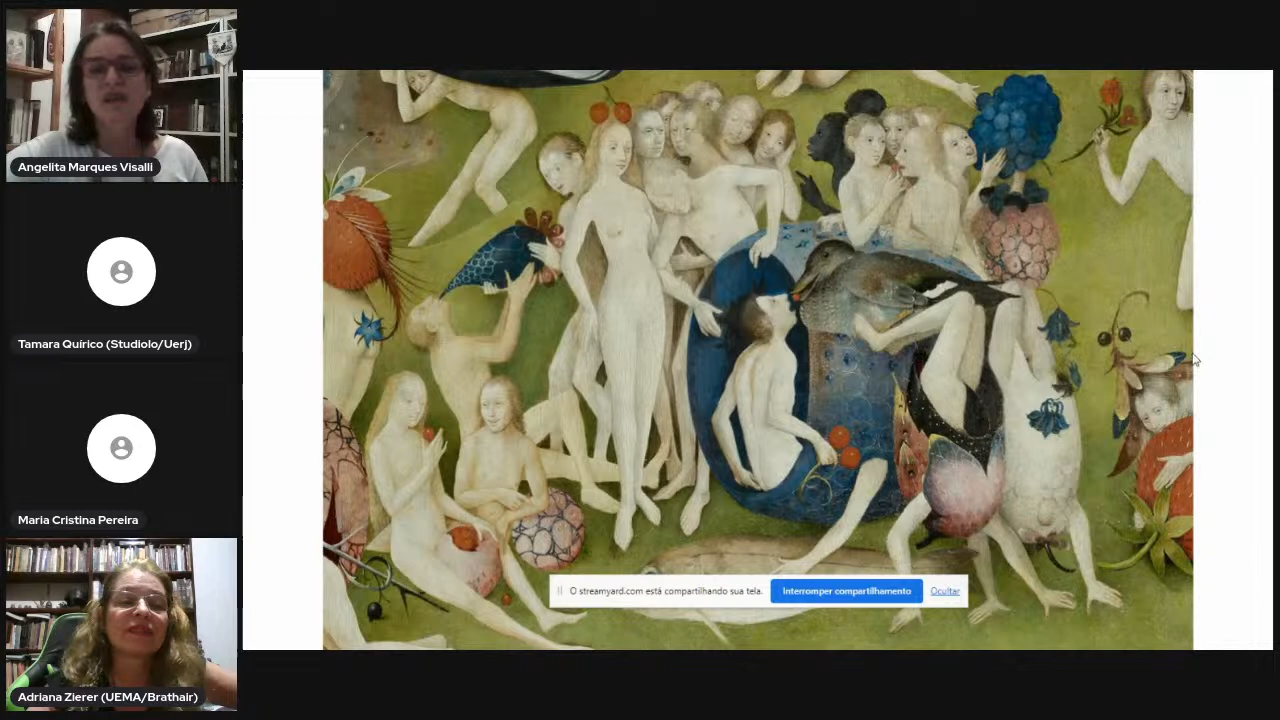 Angelita Marques Visalli
Tamara Quírico (Studiolo/Uerj)
Maria Cristina Pereira
Adriana Zierer (UEMA/Brathair)
O streamyard.com está compartilhando sua tela. Interromper compartilhamento Ocultar